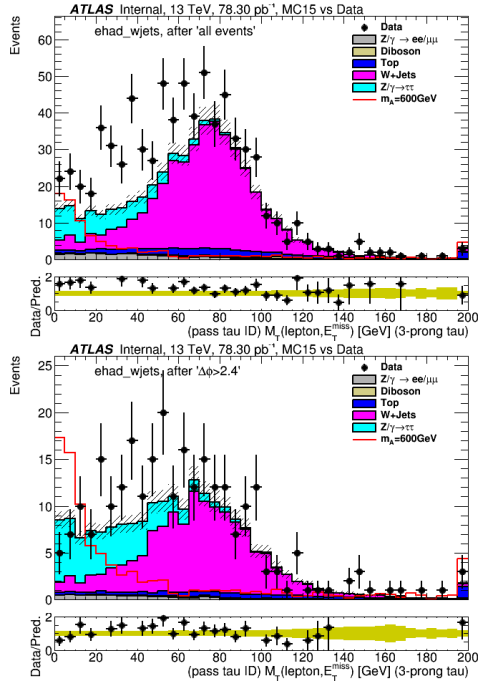 ATLAS Internal, 13 TeV, 78.30 pb⁻¹, MC15 vs Data
Events
ehad_wjets, after 'all events'
Data
Z/γ → ee/μμ
Diboson
Top
W+Jets
Z/γ→ττ
m_A=600GeV
60
50
40
30
20
10
0
Data/Pred.
2
1
0
0 20 40 60 80 100 120 140 160 180 200
(pass tau ID) M_T(lepton,E_T^miss) [GeV] (3-prong tau)
ATLAS Internal, 13 TeV, 78.30 pb⁻¹, MC15 vs Data
Events
ehad_wjets, after 'Δϕ>2.4'
Data
Z/γ → ee/μμ
Diboson
Top
W+Jets
Z/γ→ττ
m_A=600GeV
25
20
15
10
5
0
Data/Pred.
2
1
0
0 20 40 60 80 100 120 140 160 180 200
(pass tau ID) M_T(lepton,E_T^miss) [GeV] (3-prong tau)